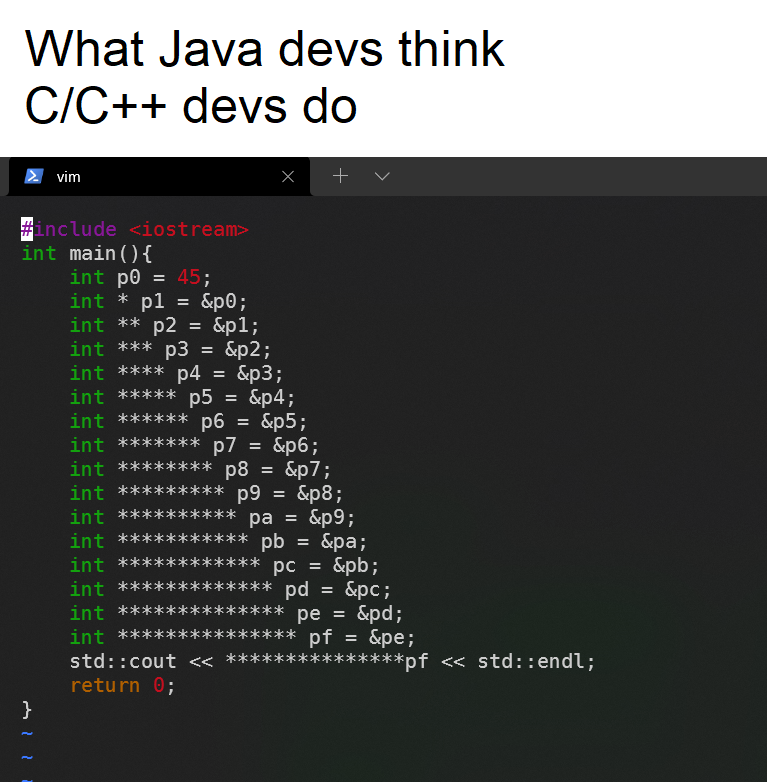 What Java devs think
C/C++ devs do
vim
#include <iostream>
int main(){
    int p0 = 45;
    int * p1 = &p0;
    int ** p2 = &p1;
    int *** p3 = &p2;
    int **** p4 = &p3;
    int ***** p5 = &p4;
    int ****** p6 = &p5;
    int ******* p7 = &p6;
    int ******** p8 = &p7;
    int ********* p9 = &p8;
    int ********** pa = &p9;
    int *********** pb = &pa;
    int ************ pc = &pb;
    int ************* pd = &pc;
    int ************** pe = &pd;
    int *************** pf = &pe;
    std::cout << ***************pf << std::endl;
    return 0;
}
~
~
~